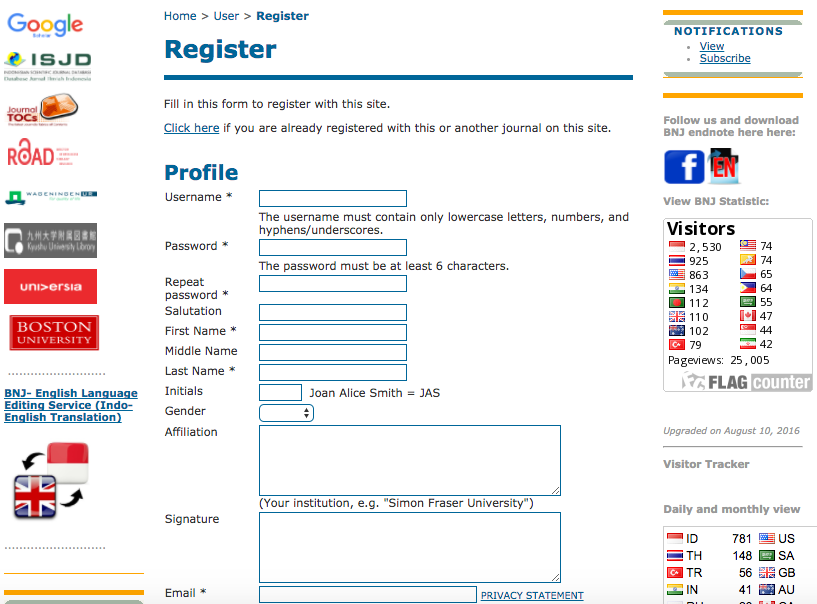 Google
ISJD
Journal
TOCs
ROAD
WAGENINGEN UR
九州大学附属図書館
Kyushu University Library
universia
BOSTON
UNIVERSITY
BNJ- English Language
Editing Service (Indo-
English Translation)
Home > User > Register
Register
Fill in this form to register with this site.
Click here if you are already registered with this or another journal on this site.
Profile
Username *
The username must contain only lowercase letters, numbers, and
hyphens/underscores.
Password *
The password must be at least 6 characters.
Repeat
password *
Salutation
First Name *
Middle Name
Last Name *
Initials
Joan Alice Smith = JAS
Gender
Affiliation
(Your institution, e.g. "Simon Fraser University")
Signature
Email *
PRIVACY STATEMENT
NOTIFICATIONS
View
Subscribe
Follow us and download
BNJ endnote here here:
f EN
View BNJ Statistic:
Visitors
2,530 74
925 74
863 65
134 64
112 55
110 47
102 44
79 42
Pageviews: 25,005
FLAG counter
Upgraded on August 10, 2016
Visitor Tracker
Daily and monthly view
ID 781 US
TH 148 SA
TR 56 GB
IN 41 AU